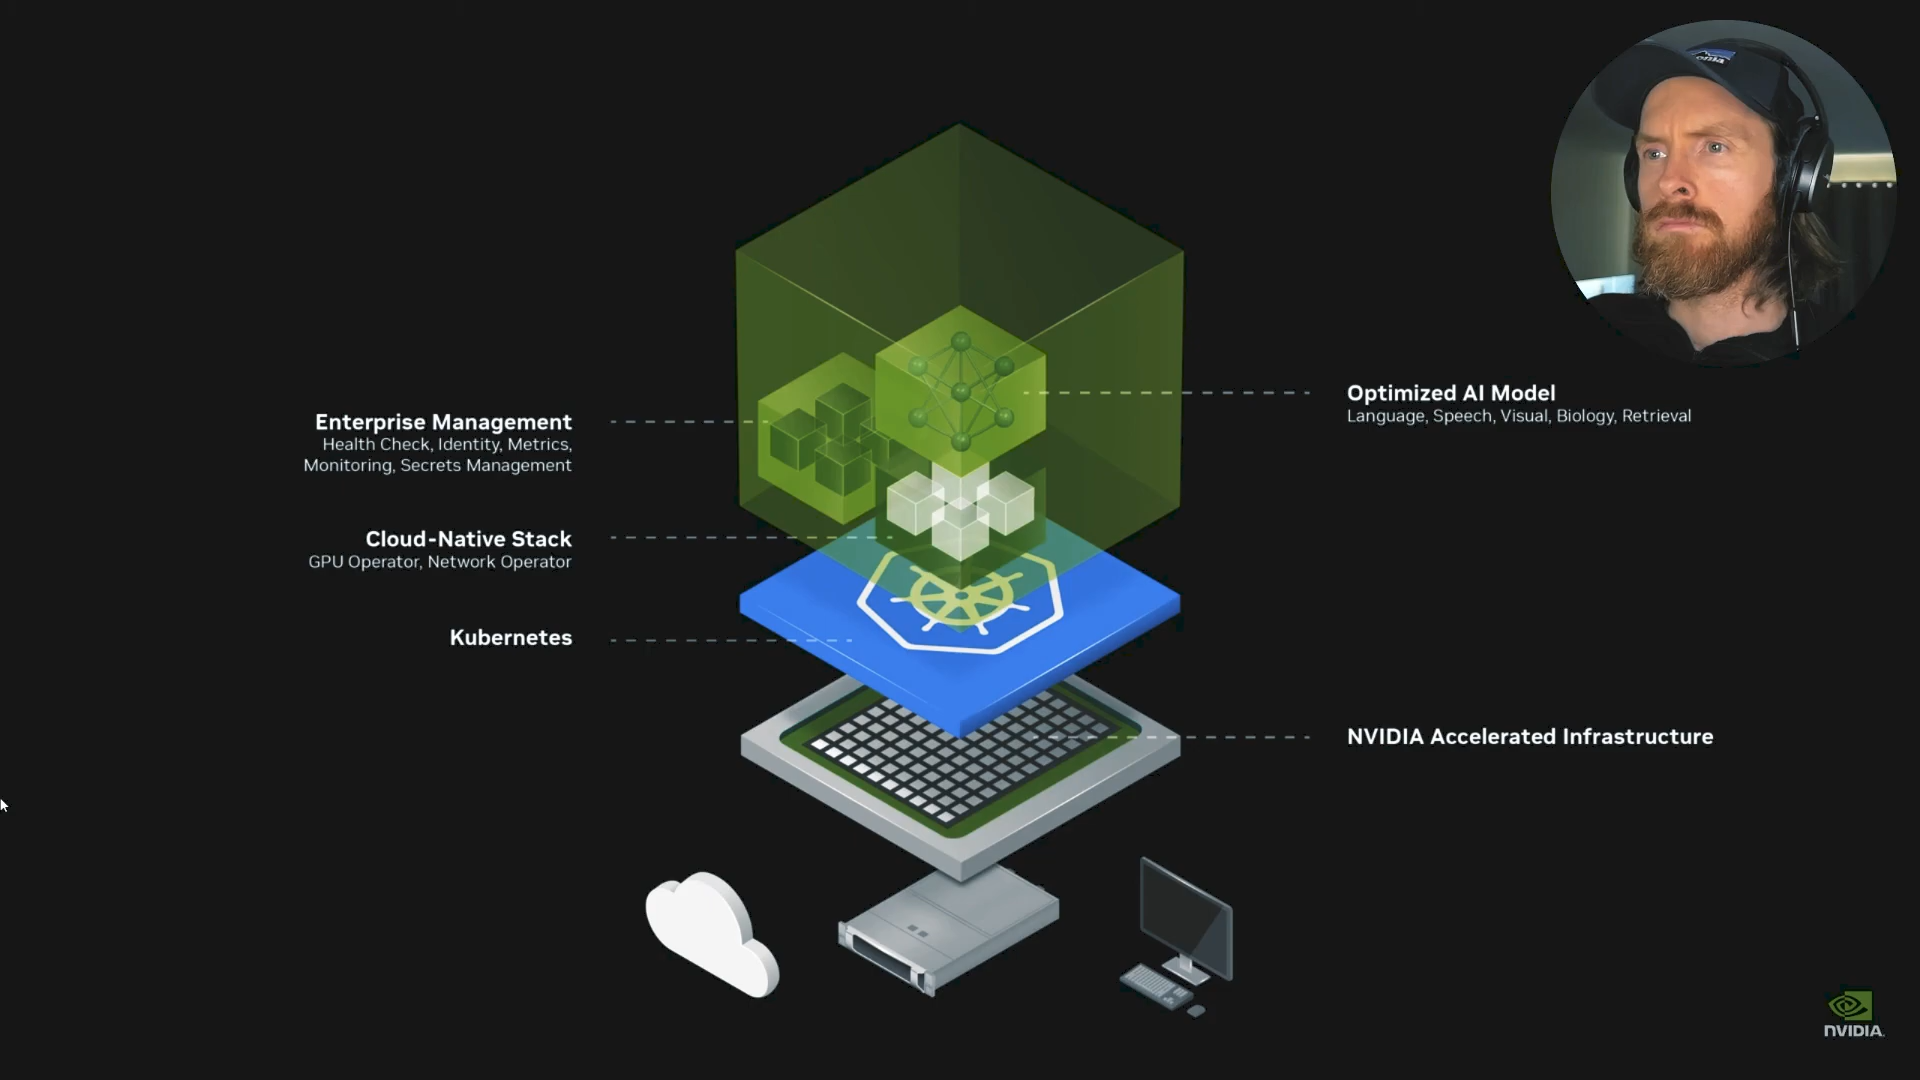 Enterprise Management
Health Check, Identity, Metrics,
Monitoring, Secrets Management
Cloud-Native Stack
GPU Operator, Network Operator
Kubernetes
Optimized AI Model
Language, Speech, Visual, Biology, Retrieval
NVIDIA Accelerated Infrastructure
NVIDIA.